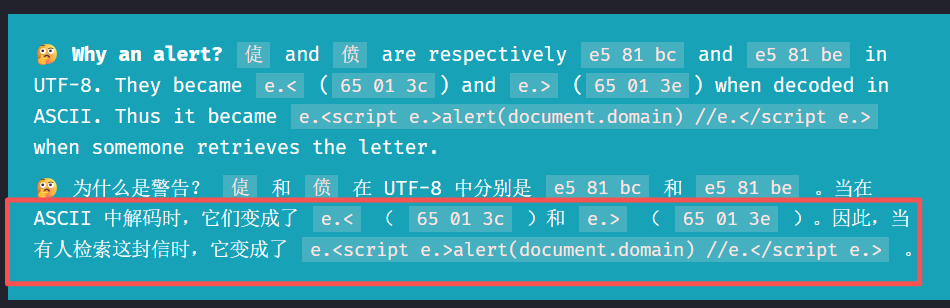 🤔 Why an alert? 偼 and 偾 are respectively e5 81 bc and e5 81 be in
UTF-8. They became e.< ( 65 01 3c ) and e.> ( 65 01 3e ) when decoded in
ASCII. Thus it became e.<script e.>alert(document.domain) //e.</script e.>
when somemone retrieves the letter.
🤔 为什么是警告? 偼 和 偾 在 UTF-8 中分别是 e5 81 bc 和 e5 81 be 。当在
ASCII 中解码时，它们变成了 e.< ( 65 01 3c )和 e.> ( 65 01 3e )。因此，当
有人检索这封信时，它变成了 e.<script e.>alert(document.domain) //e.</script e.> 。